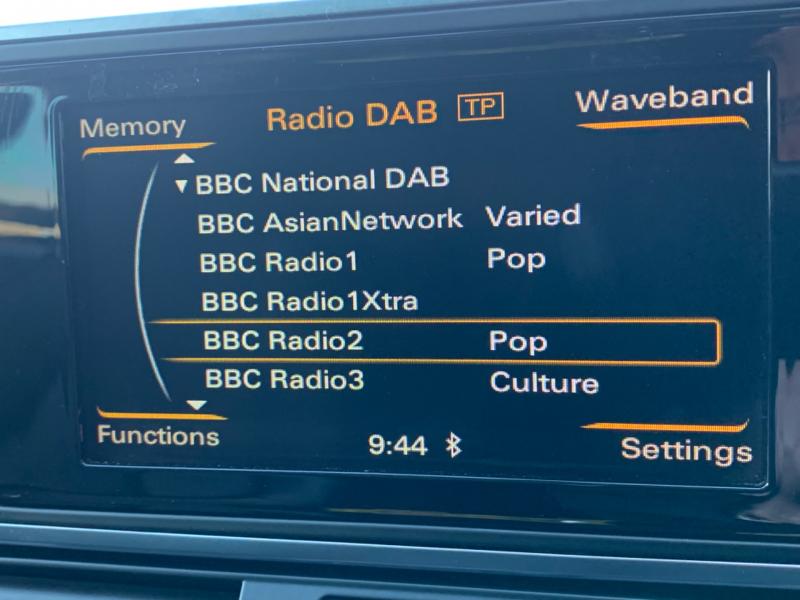 Memory Radio DAB TP Waveband
BBC National DAB
BBC AsianNetwork Varied
BBC Radio1 Pop
BBC Radio1Xtra
BBC Radio2 Pop
BBC Radio3 Culture
Functions 9:44 Settings